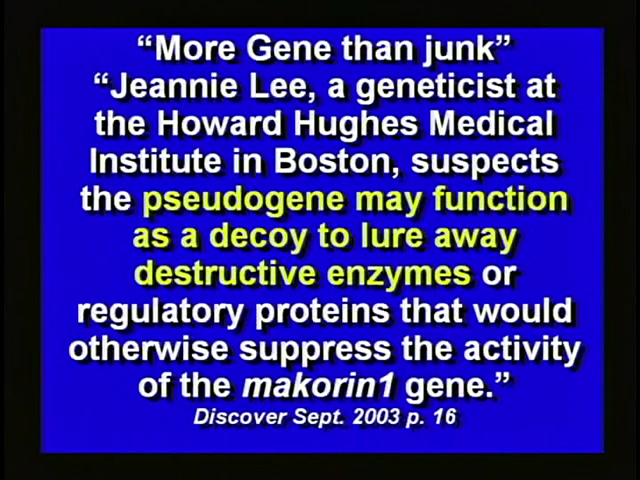 “More Gene than junk”
“Jeannie Lee, a geneticist at
the Howard Hughes Medical
Institute in Boston, suspects
the pseudogene may function
as a decoy to lure away
destructive enzymes or
regulatory proteins that would
otherwise suppress the activity
of the makorin1 gene.”
Discover Sept. 2003 p. 16